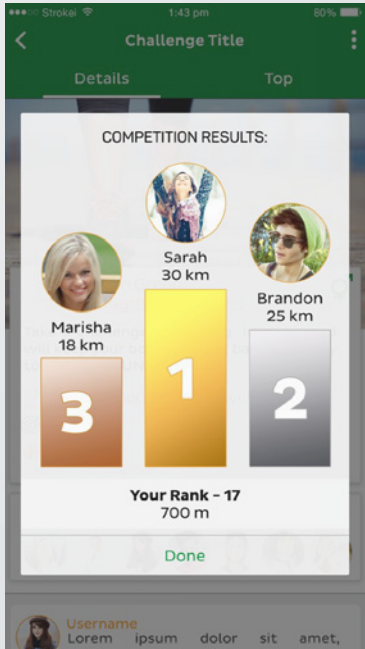 Strokei 1:43 pm 80%
Challenge Title
Details Top
COMPETITION RESULTS:
Sarah
30 km
Brandon
25 km
Marisha
18 km
1
2
3
Your Rank - 17
700 m
Done
Username
Lorem ipsum dolor sit amet,